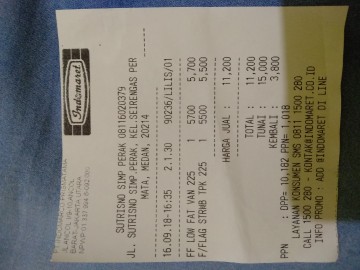 Indomaret
SUTRISNO SIMP PERAK 08116020379
JL. SUTRISNO SIMP.PERAK, KEL.SEIRENGAS PER
MATA, MEDAN, 20214
16.09.18-16:35 2.1.30 90236/LILIS/01
FF LOW FAT VAN 225 1 5700 5,700
F/FLAG STRWB TPK 225 1 5500 5,500
HARGA JUAL : 11,200
TOTAL : 11,200
TUNAI : 15,000
KEMBALI : 3,800
PPN : DPP= 10,182 PPN= 1,018
LAYANAN KONSUMEN SMS 0811 1500 280
CALL 1500 280 - KONTAK@INDOMARET.CO.ID
INFO PROMO : ADD @INDOMARET DI LINE